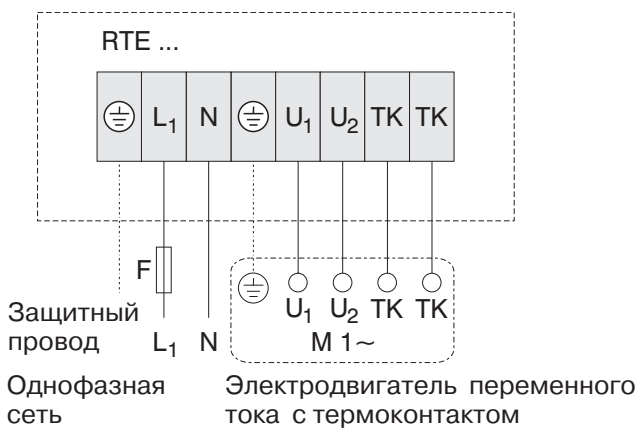 RTE ...
L1 N U1 U2 TK TK
F
U1 U2 TK TK
Защитный
провод L1 N M 1~
Однофазная Электродвигатель переменного
сеть тока с термоконтактом